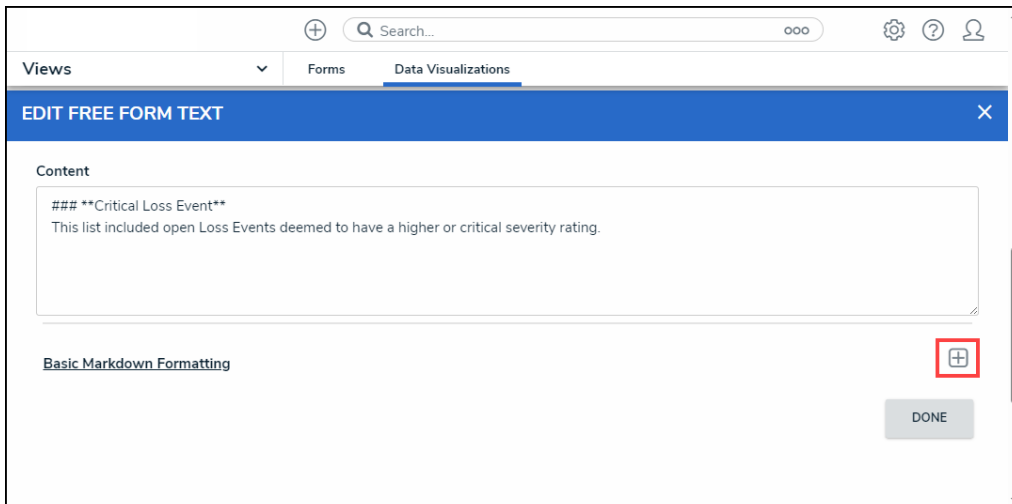 Search...
Views
Forms
Data Visualizations
EDIT FREE FORM TEXT
Content
### **Critical Loss Event**
This list included open Loss Events deemed to have a higher or critical severity rating.
Basic Markdown Formatting
DONE